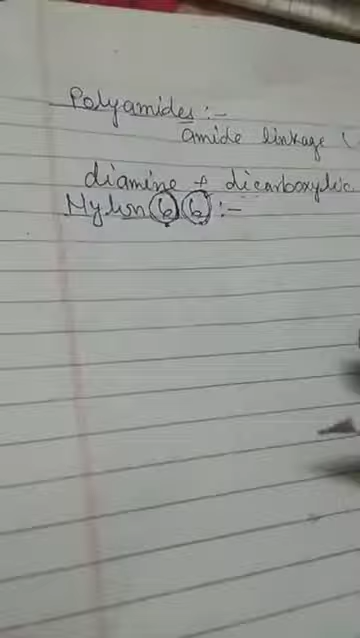 Polyamides :-
amide linkage (
diamine + dicarboxylic
Nylon 6 6 :-